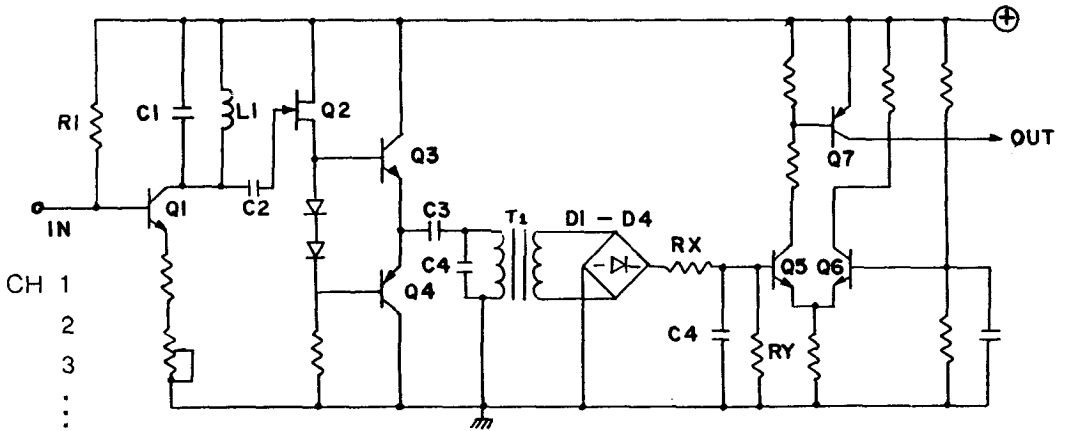 +
R1
C1
L1
Q2
Q3
Q7
OUT
IN
Q1
C2
C3
T1
D1 - D4
C4
Q4
RX
Q5
Q6
C4
RY
CH 1
2
3
⋮